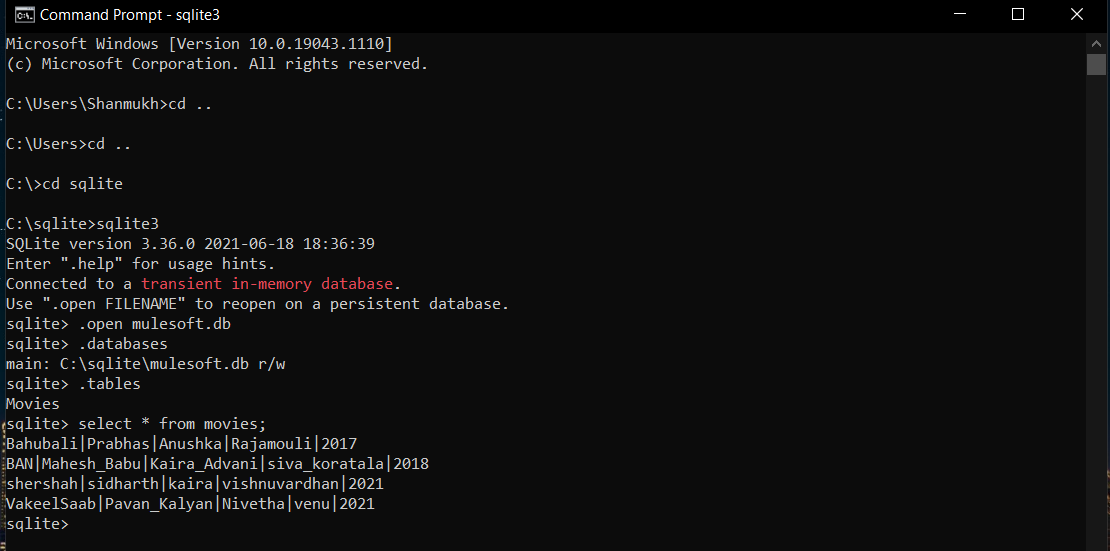 Command Prompt - sqlite3
Microsoft Windows [Version 10.0.19043.1110]
(c) Microsoft Corporation. All rights reserved.
C:\Users\Shanmukh>cd ..
C:\Users>cd ..
C:\>cd sqlite
C:\sqlite>sqlite3
SQLite version 3.36.0 2021-06-18 18:36:39
Enter ".help" for usage hints.
Connected to a transient in-memory database.
Use ".open FILENAME" to reopen on a persistent database.
sqlite> .open mulesoft.db
sqlite> .databases
main: C:\sqlite\mulesoft.db r/w
sqlite> .tables
Movies
sqlite> select * from movies;
Bahubali|Prabhas|Anushka|Rajamouli|2017
BAN|Mahesh_Babu|Kaira_Advani|siva_koratala|2018
shershah|sidharth|kaira|vishnuvardhan|2021
VakeelSaab|Pavan_Kalyan|Nivetha|venu|2021
sqlite>